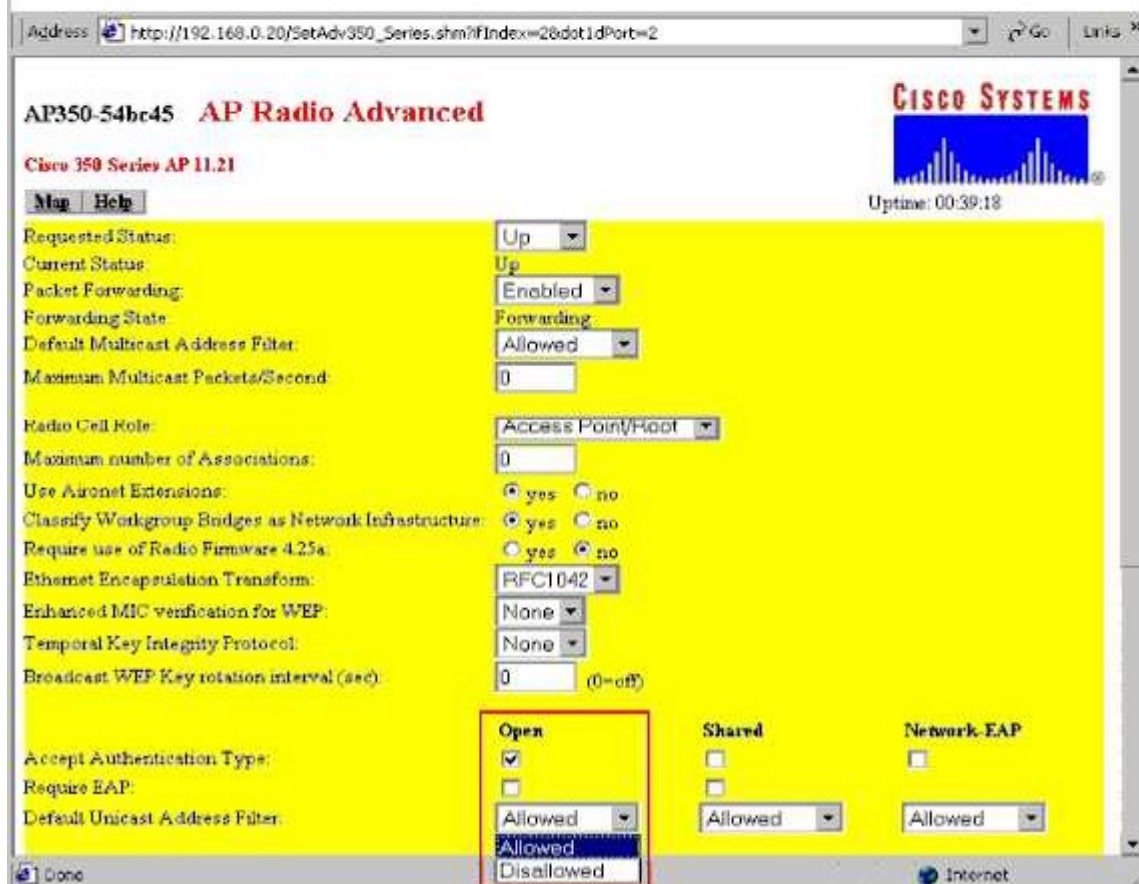 Address http://192.168.0.20/SetAdv350_Series.shm?ifIndex=2&dot1dPort=2 Go Links »
AP350-54bc45 AP Radio Advanced
CISCO SYSTEMS
Cisco 350 Series AP 11.21
®
Map Help
Uptime: 00:39:18
Requested Status: Up
Current Status: Up
Packet Forwarding: Enabled
Forwarding State: Forwarding
Default Multicast Address Filter: Allowed
Maximum Multicast Packets/Second: 0
Radio Cell Role: Access Point/Root
Maximum number of Associations: 0
Use Aironet Extensions: yes no
Classify Workgroup Bridges as Network Infrastructure: yes no
Require use of Radio Firmware 4.25a: yes no
Ethernet Encapsulation Transform: RFC1042
Enhanced MIC verification for WEP: None
Temporal Key Integrity Protocol: None
Broadcast WEP Key rotation interval (sec): 0 (0=off)
Open Shared Network-EAP
Accept Authentication Type:
Require EAP:
Default Unicast Address Filter: Allowed Allowed Allowed
Allowed
Disallowed
Done Internet